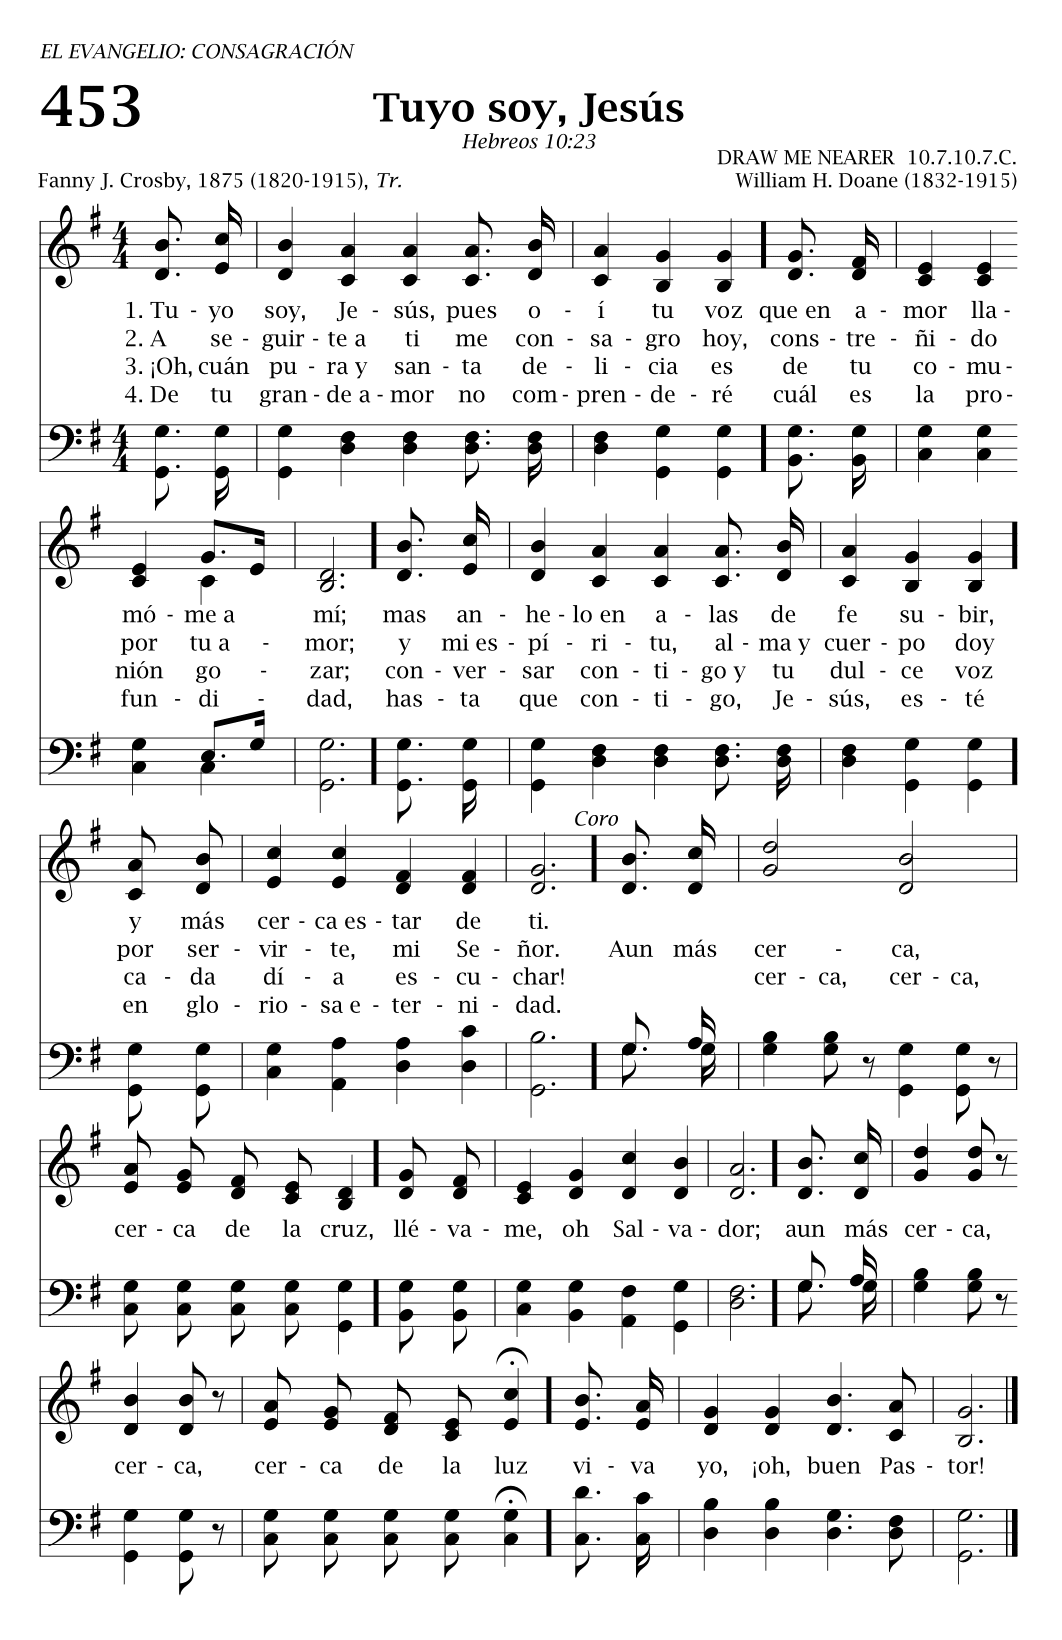 EL EVANGELIO: CONSAGRACIÓN
453
Tuyo soy, Jesús
Hebreos 10:23
DRAW ME NEARER 10.7.10.7.C.
Fanny J. Crosby, 1875 (1820-1915), Tr.
William H. Doane (1832-1915)
1. Tu - yo soy, Je - sús, pues o - í tu voz que en a - mor lla -
2. A se - guir - te a ti me con - sa - gro hoy, cons - tre - ñi - do
3. ¡Oh, cuán pu - ra y san - ta de - li - cia es de tu co - mu -
4. De tu gran - de a - mor no com - pren - de - ré cuál es la pro -
mó - me a mí; mas an - he - lo en a - las de fe su - bir,
por tu a - mor; y mi es - pí - ri - tu, al - ma y cuer - po doy
nión go - zar; con - ver - sar con - ti - go y tu dul - ce voz
fun - di - dad, has - ta que con - ti - go, Je - sús, es - té
Coro
y más cer - ca es - tar de ti.
por ser - vir - te, mi Se - ñor. Aun más cer - ca,
ca - da dí - a es - cu - char! cer - ca, cer - ca,
en glo - rio - sa e - ter - ni - dad.
cer - ca de la cruz, llé - va - me, oh Sal - va - dor; aun más cer - ca,
cer - ca, cer - ca de la luz vi - va yo, ¡oh, buen Pas - tor!